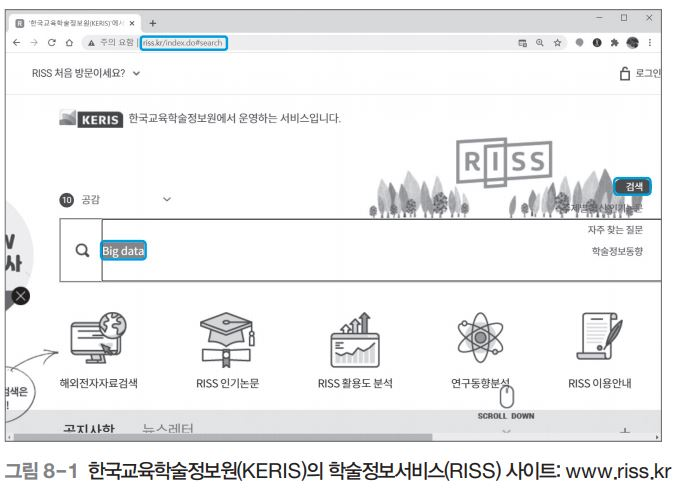 '한국교육학술정보원(KERIS)'에서
주의 요함 | riss.kr/index.do#search
RISS 처음 방문이세요?
로그인
KERIS 한국교육학술정보원에서 운영하는 서비스입니다.
RISS
검색
10 공감
자주 찾는 질문
Big data
학술정보동향
해외전자자료검색
RISS 인기논문
RISS 활용도 분석
연구동향분석
RISS 이용안내
검색은
SCROLL DOWN
공지사항
뉴스레터
그림 8-1 한국교육학술정보원(KERIS)의 학술정보서비스(RISS) 사이트: www.riss.kr